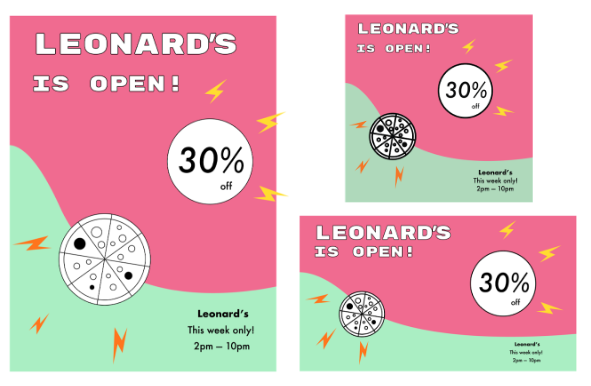 LEONARD'S
IS OPEN!
30%
off
Leonard's
This week only!
2pm – 10pm
LEONARD'S
IS OPEN!
30%
off
Leonard's
This week only!
2pm – 10pm
LEONARD'S
IS OPEN!
30%
off
Leonard's
This week only!
2pm – 10pm